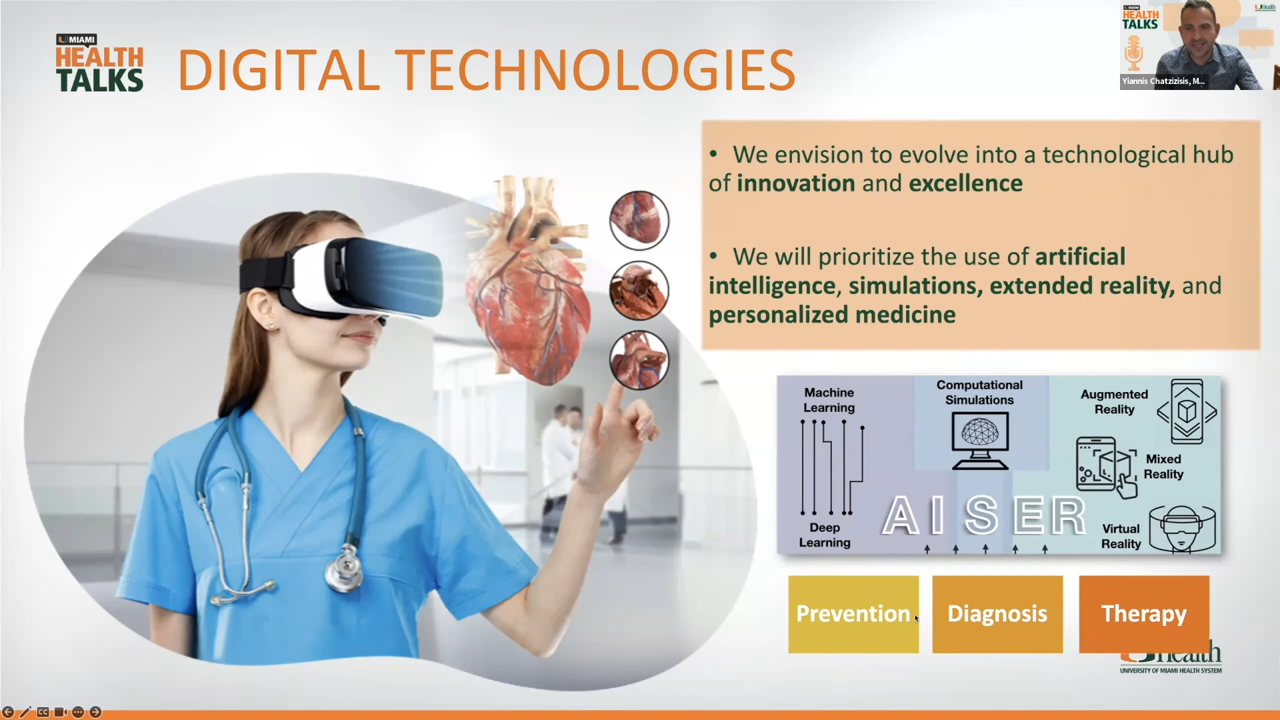 U MIAMI
HEALTH
TALKS
DIGITAL TECHNOLOGIES
HEALTH
TALKS
Yiannis Chatzizisis, M...
• We envision to evolve into a technological hub
of innovation and excellence
• We will prioritize the use of artificial
intelligence, simulations, extended reality, and
personalized medicine
Machine
Learning
Deep
Learning
Computational
Simulations
Augmented
Reality
Mixed
Reality
Virtual
Reality
AISER
Prevention
Diagnosis
Therapy
UHealth
UNIVERSITY OF MIAMI HEALTH SYSTEM
CC